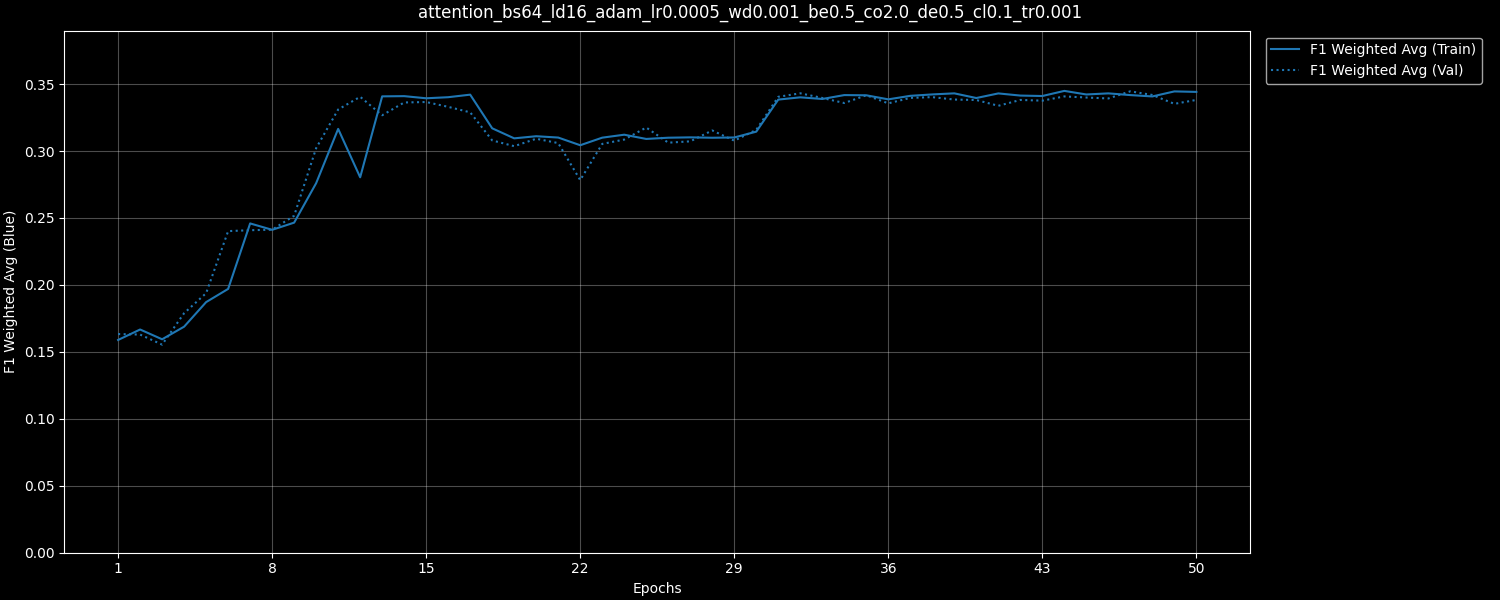 attention_bs64_ld16_adam_lr0.0005_wd0.001_be0.5_co2.0_de0.5_cl0.1_tr0.001
F1 Weighted Avg (Train)
F1 Weighted Avg (Val)
F1 Weighted Avg (Blue)
0.35
0.30
0.25
0.20
0.15
0.10
0.05
0.00
1 8 15 22 29 36 43 50
Epochs